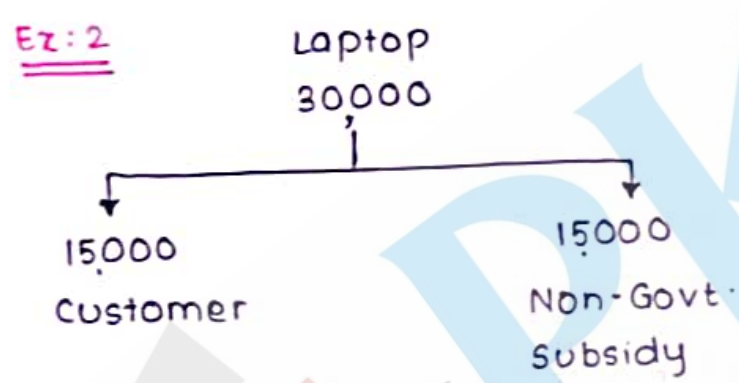 Ex: 2
Laptop
30,000
15,000
Customer
15,000
Non-Govt.
Subsidy